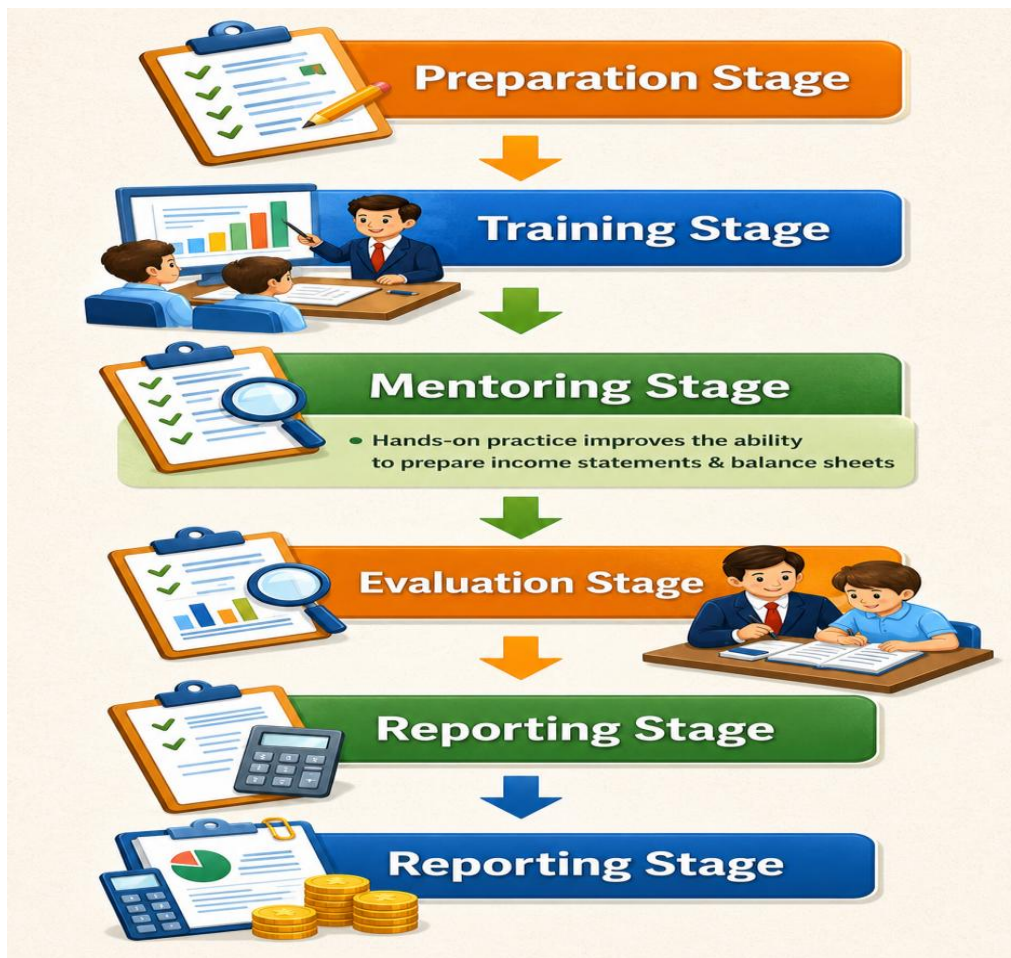 Preparation Stage
Training Stage
Mentoring Stage
• Hands-on practice improves the ability
to prepare income statements & balance sheets
Evaluation Stage
Reporting Stage
Reporting Stage